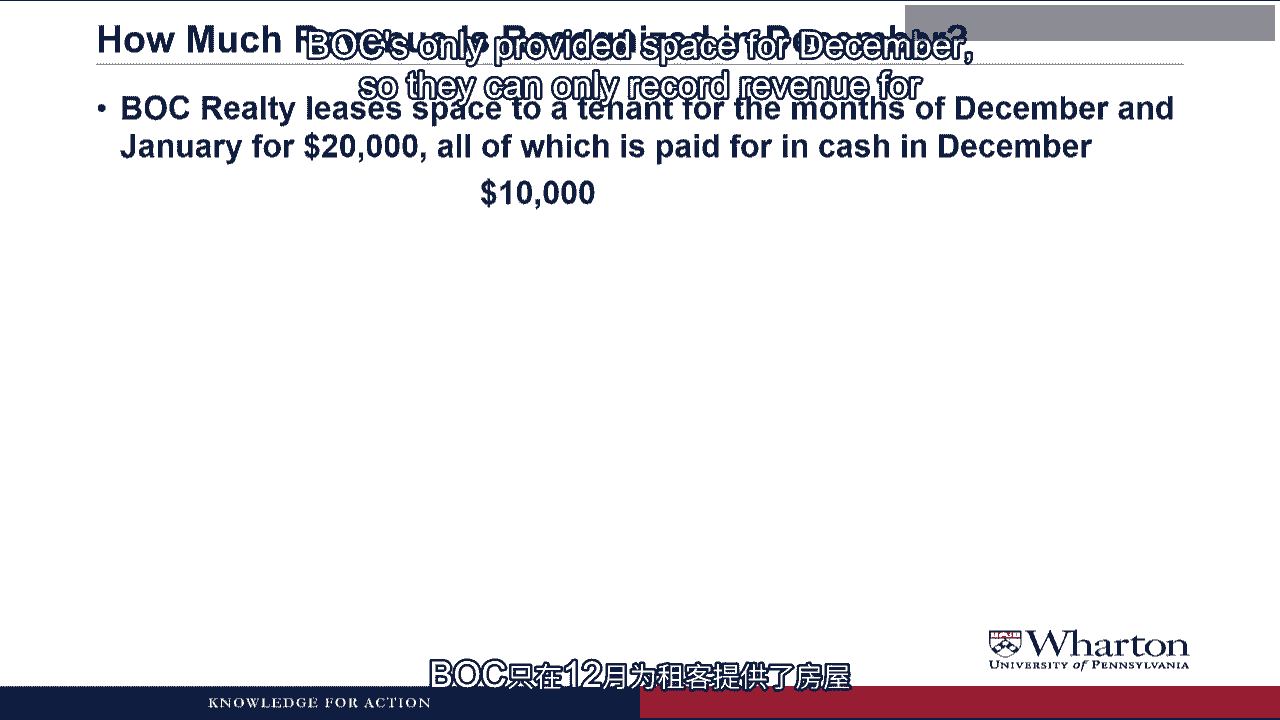 How Much Revenue Is Recognized in December?
BOC's only provided space for December,
so they can only record revenue for
• BOC Realty leases space to a tenant for the months of December and
January for $20,000, all of which is paid for in cash in December
$10,000
Wharton
UNIVERSITY of PENNSYLVANIA
BOC只在12月为租客提供了房屋
KNOWLEDGE FOR ACTION